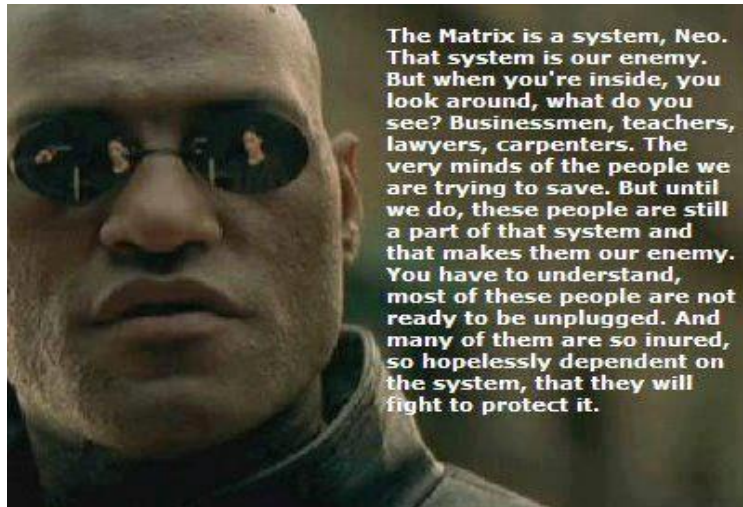 The Matrix is a system, Neo.
That system is our enemy.
But when you're inside, you
look around, what do you
see? Businessmen, teachers,
lawyers, carpenters. The
very minds of the people we
are trying to save. But until
we do, these people are still
a part of that system and
that makes them our enemy.
You have to understand,
most of these people are not
ready to be unplugged. And
many of them are so inured,
so hopelessly dependent on
the system, that they will
fight to protect it.